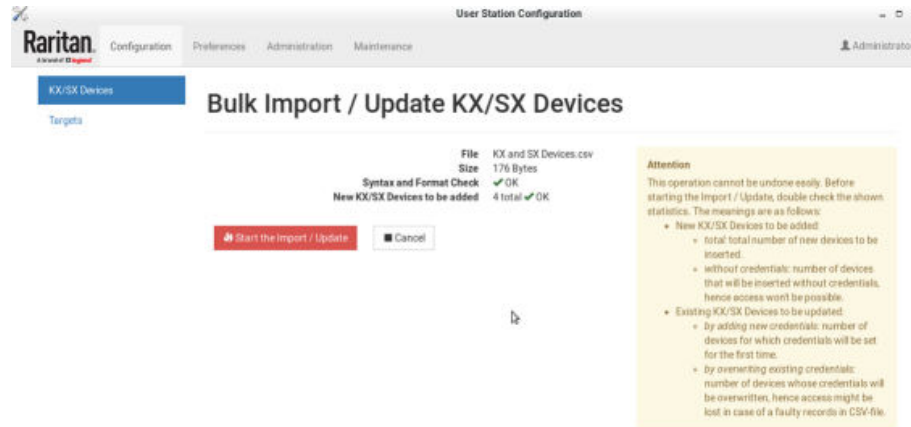 User Station Configuration
Raritan.
A brand of legrand
Configuration Preferences Administration Maintenance Administrato
KX/SX Devices
Targets
Bulk Import / Update KX/SX Devices
File KX and SX Devices.csv
Size 176 Bytes
Syntax and Format Check OK
New KX/SX Devices to be added 4 total OK
Start the Import / Update Cancel
Attention
This operation cannot be undone easily. Before
starting the Import / Update, double check the shown
statistics. The meanings are as follows:
New KX/SX Devices to be added:
total: total number of new devices to be
inserted.
without credentials: number of devices
that will be inserted without credentials,
hence access won't be possible.
Existing KX/SX Devices to be updated:
by adding new credentials: number of
devices for which credentials will be set
for the first time.
by overwriting existing credentials:
number of devices whose credentials will
be overwritten, hence access might be
lost in case of a faulty records in CSV-file.